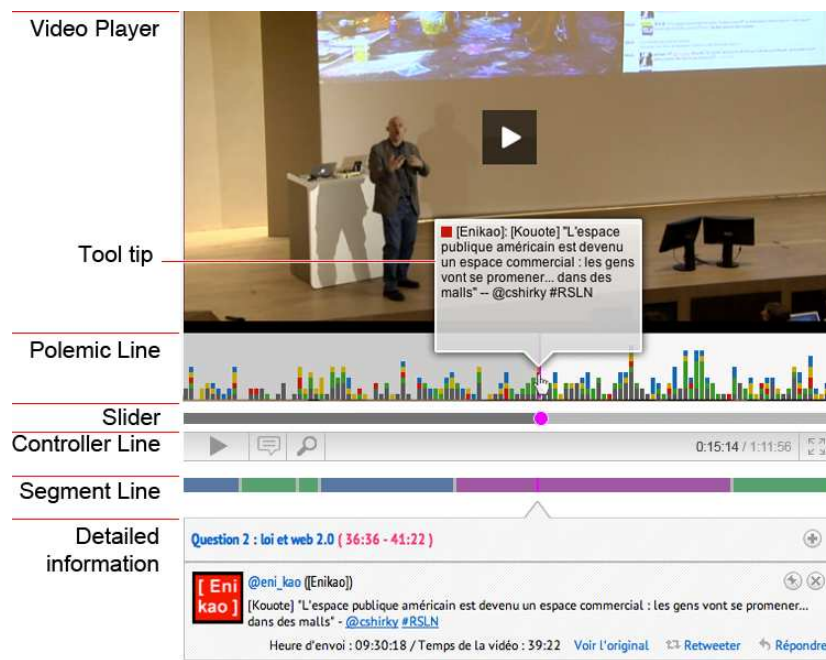 Video Player
Tool tip
[Enikao]: [Kouote] "L'espace
publique américain est devenu
un espace commercial : les gens
vont se promener... dans des
malls" -- @cshirky #RSLN
Polemic Line
Slider
Controller Line
0:15:14 / 1:11:56
Segment Line
Detailed
information
Question 2 : loi et web 2.0 ( 36:36 - 41:22 )
[ Eni
kao ]
@eni_kao ([Enikao])
[Kouote] "L'espace publique américain est devenu un espace commercial : les gens vont se promener...
dans des malls" - @cshirky #RSLN
Heure d'envoi : 09:30:18 / Temps de la vidéo : 39:22 Voir l'original Retweeter Répondre